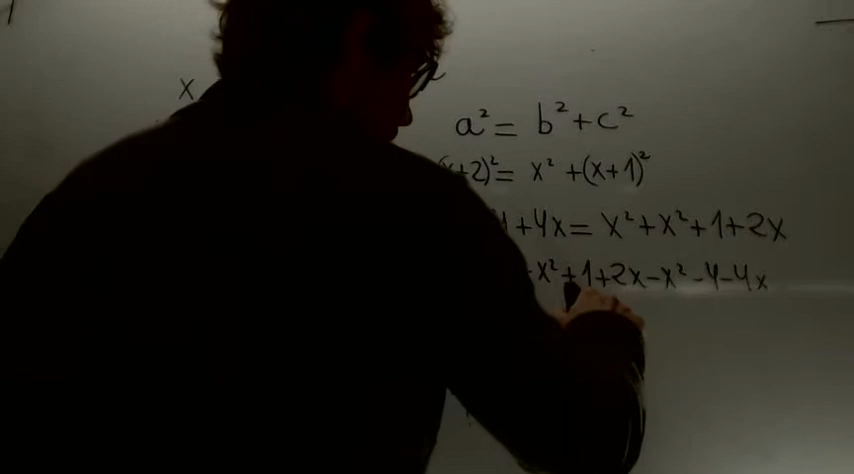 x
a² = b² + c²
x+2)² = x² + (x+1)²
4 + 4x = x² + x² + 1 + 2x
x² + 1 + 2x - x² - 4 - 4x